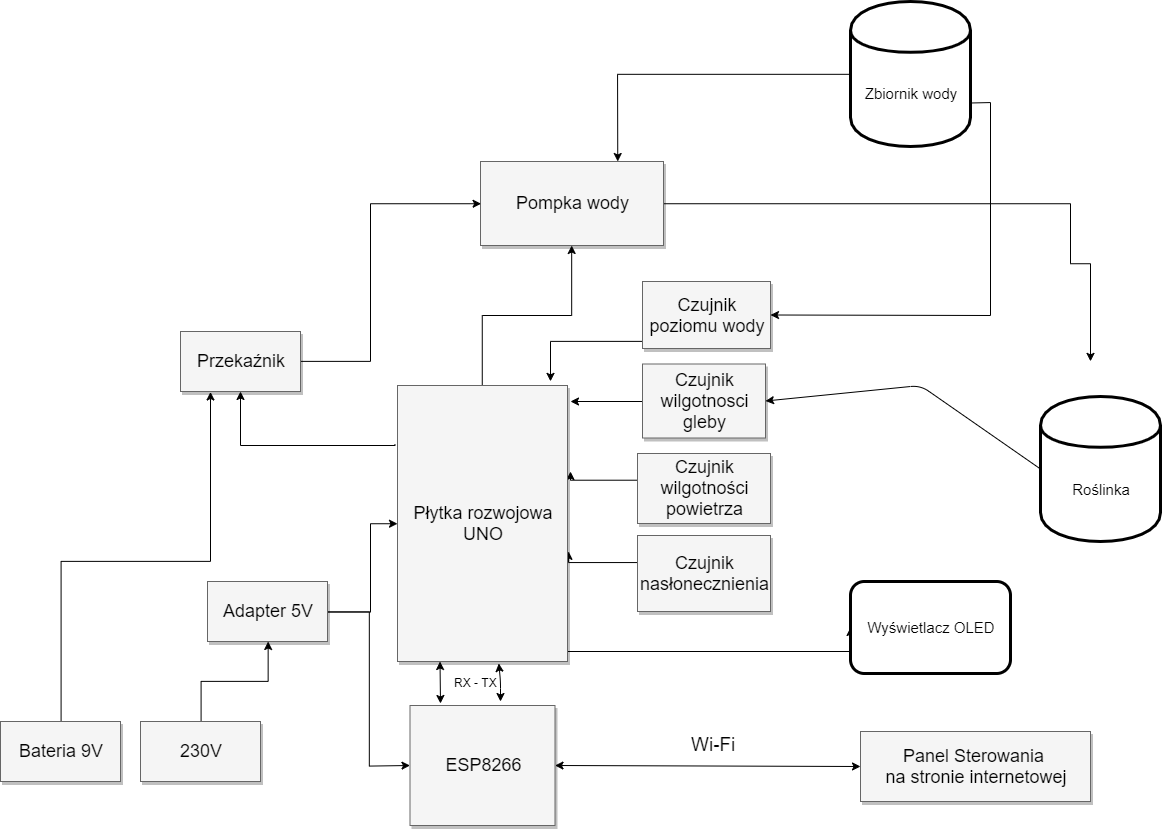 Zbiornik wody
Pompka wody
Czujnik
poziomu wody
Przekaźnik
Czujnik
wilgotnosci
gleby
Czujnik
wilgotności
powietrza
Roślinka
Płytka rozwojowa
UNO
Czujnik
nasłonecznienia
Adapter 5V
Wyświetlacz OLED
RX - TX
Bateria 9V
230V
ESP8266
Wi-Fi
Panel Sterowania
na stronie internetowej